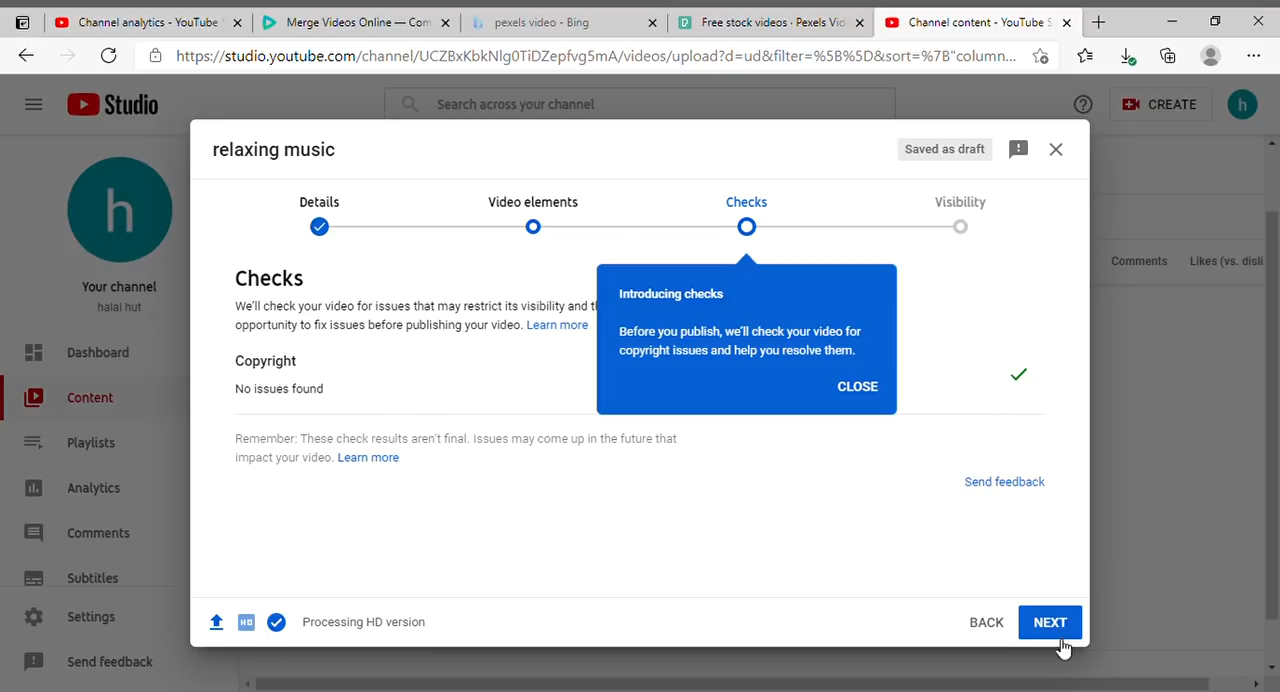 Channel analytics - YouTube
Merge Videos Online — Com
pexels video - Bing
Free stock videos · Pexels Vid
Channel content - YouTube S
https://studio.youtube.com/channel/UCZBxKbkNlg0TiDZepfvg5mA/videos/upload?d=ud&filter=%5B%5D&sort=%7B"column...
Studio
Search across your channel
CREATE
h
relaxing music
Saved as draft
Details
Video elements
Checks
Visibility
h
Your channel
halal hut
Dashboard
Content
Playlists
Analytics
Comments
Subtitles
Settings
Send feedback
Comments
Likes (vs. disli
Checks
We'll check your video for issues that may restrict its visibility and th
opportunity to fix issues before publishing your video. Learn more
Introducing checks
Before you publish, we'll check your video for
copyright issues and help you resolve them.
CLOSE
Copyright
No issues found
Remember: These check results aren't final. Issues may come up in the future that
impact your video. Learn more
Send feedback
HD
Processing HD version
BACK
NEXT